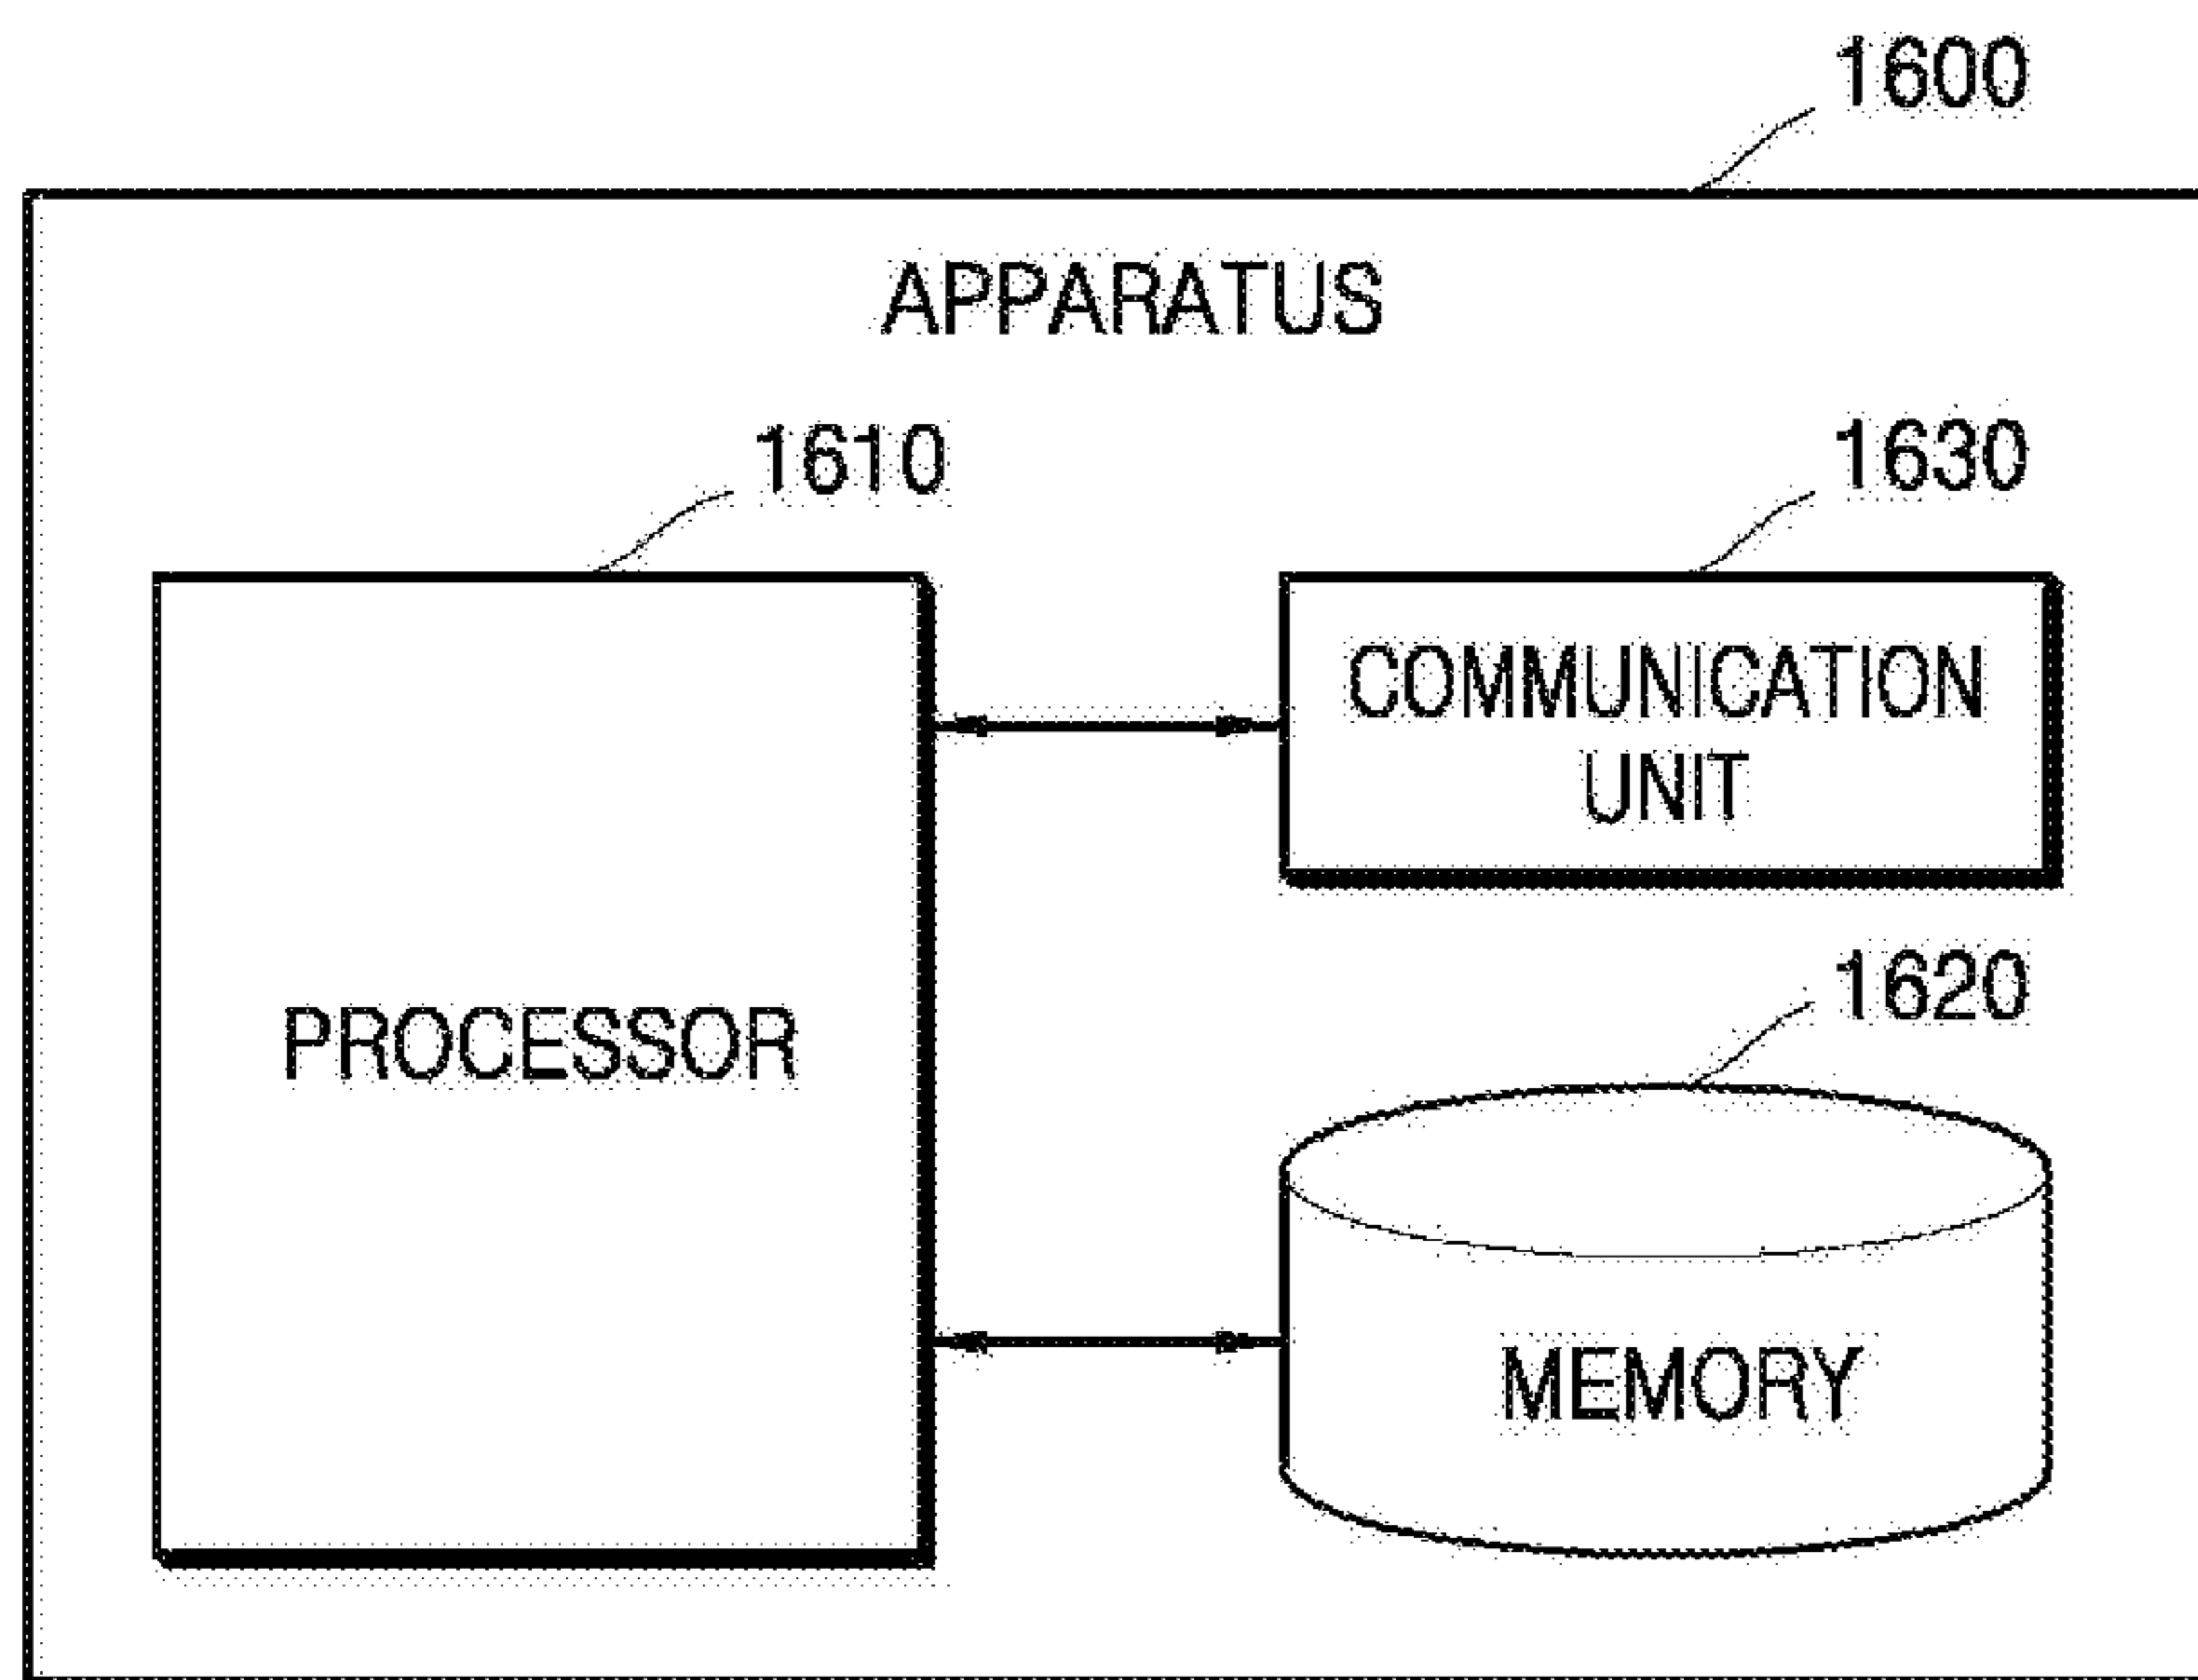 1600
APPARATUS
1610
1630
COMMUNICATION
UNIT
1620
PROCESSOR
MEMORY